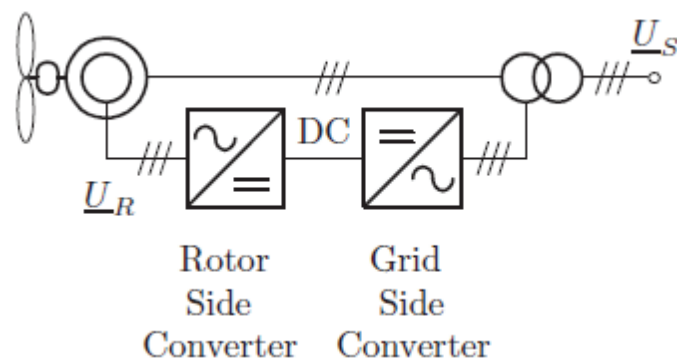 U_S
DC
U_R
Rotor Grid
Side Side
Converter Converter